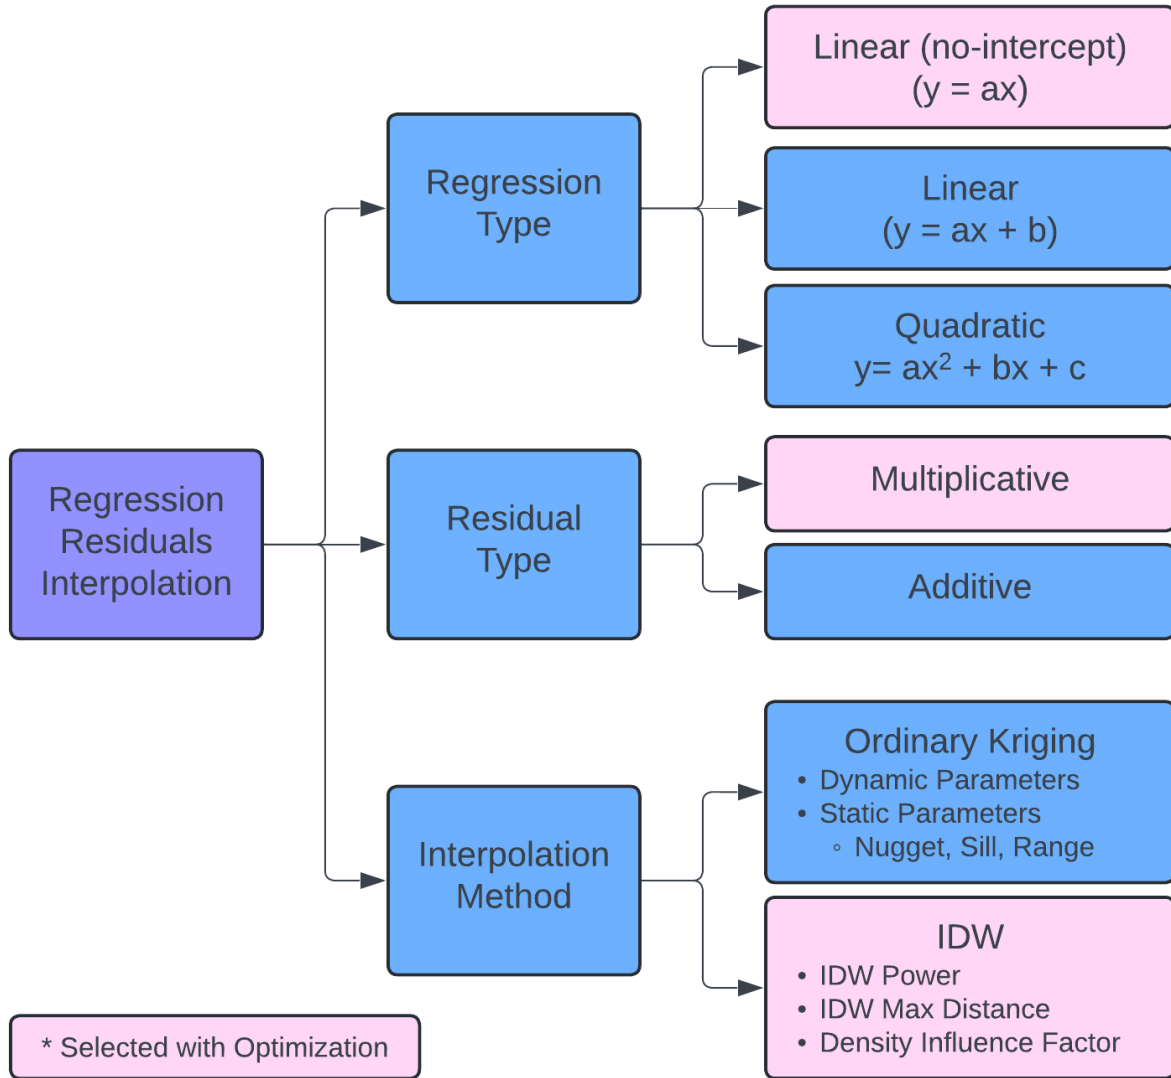 Linear (no-intercept)
(y = ax)
Regression
Type
Linear
(y = ax + b)
Quadratic
y= ax² + bx + c
Regression
Residuals
Interpolation
Residual
Type
Multiplicative
Additive
Interpolation
Method
Ordinary Kriging
• Dynamic Parameters
• Static Parameters
◦ Nugget, Sill, Range
IDW
• IDW Power
• IDW Max Distance
• Density Influence Factor
* Selected with Optimization